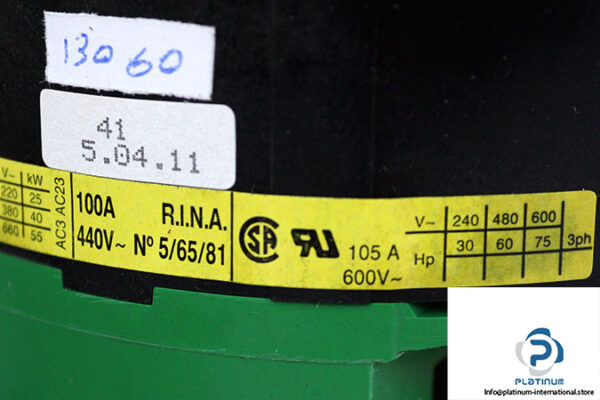 13060
41
5.04.11
V~ kW
220 25
380 40
660 55
AC3 AC23
100A R.I.N.A.
440V~ Nº 5/65/81
SA
105 A
600V~
V~ 240 480 600
Hp 30 60 75 3ph
PLATINUM
Info@platinum-international.store